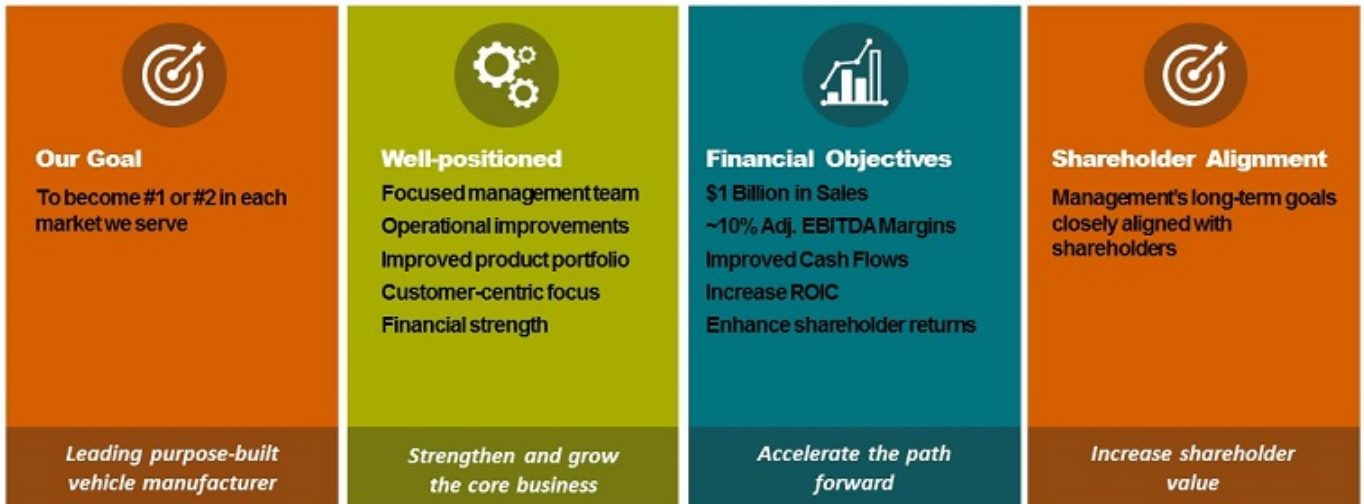 Our Goal
To become #1 or #2 in each
market we serve
Leading purpose-built
vehicle manufacturer
Well-positioned
Focused management team
Operational improvements
Improved product portfolio
Customer-centric focus
Financial strength
Strengthen and grow
the core business
Financial Objectives
$1 Billion in Sales
~10% Adj. EBITDA Margins
Improved Cash Flows
Increase ROIC
Enhance shareholder returns
Accelerate the path
forward
Shareholder Alignment
Management's long-term goals
closely aligned with
shareholders
Increase shareholder
value